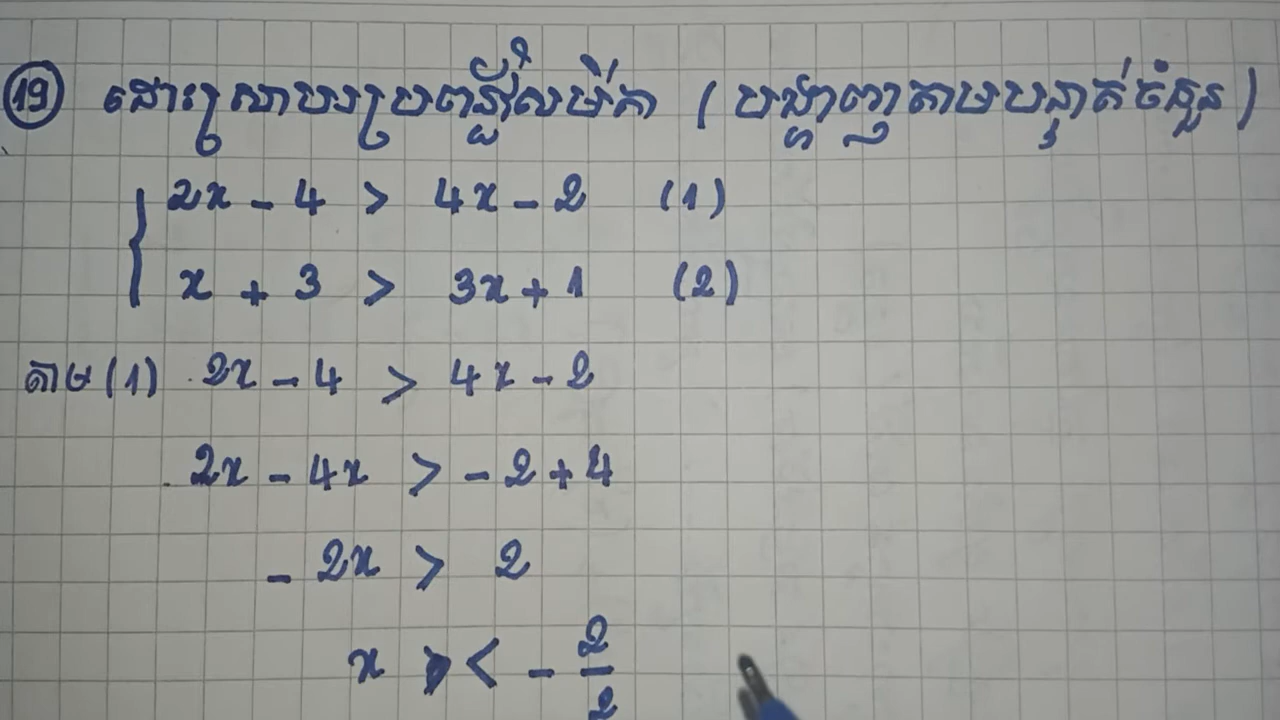 19 ដោះស្រាយប្រព័ន្ធវិសមីការ (បង្ហាញតាមបន្ទាត់ចំនួន)
2x - 4 > 4x - 2 (1)
x + 3 > 3x + 1 (2)
តាម (1) 2x - 4 > 4x - 2
2x - 4x > - 2 + 4
- 2x > 2
x < - 2/2